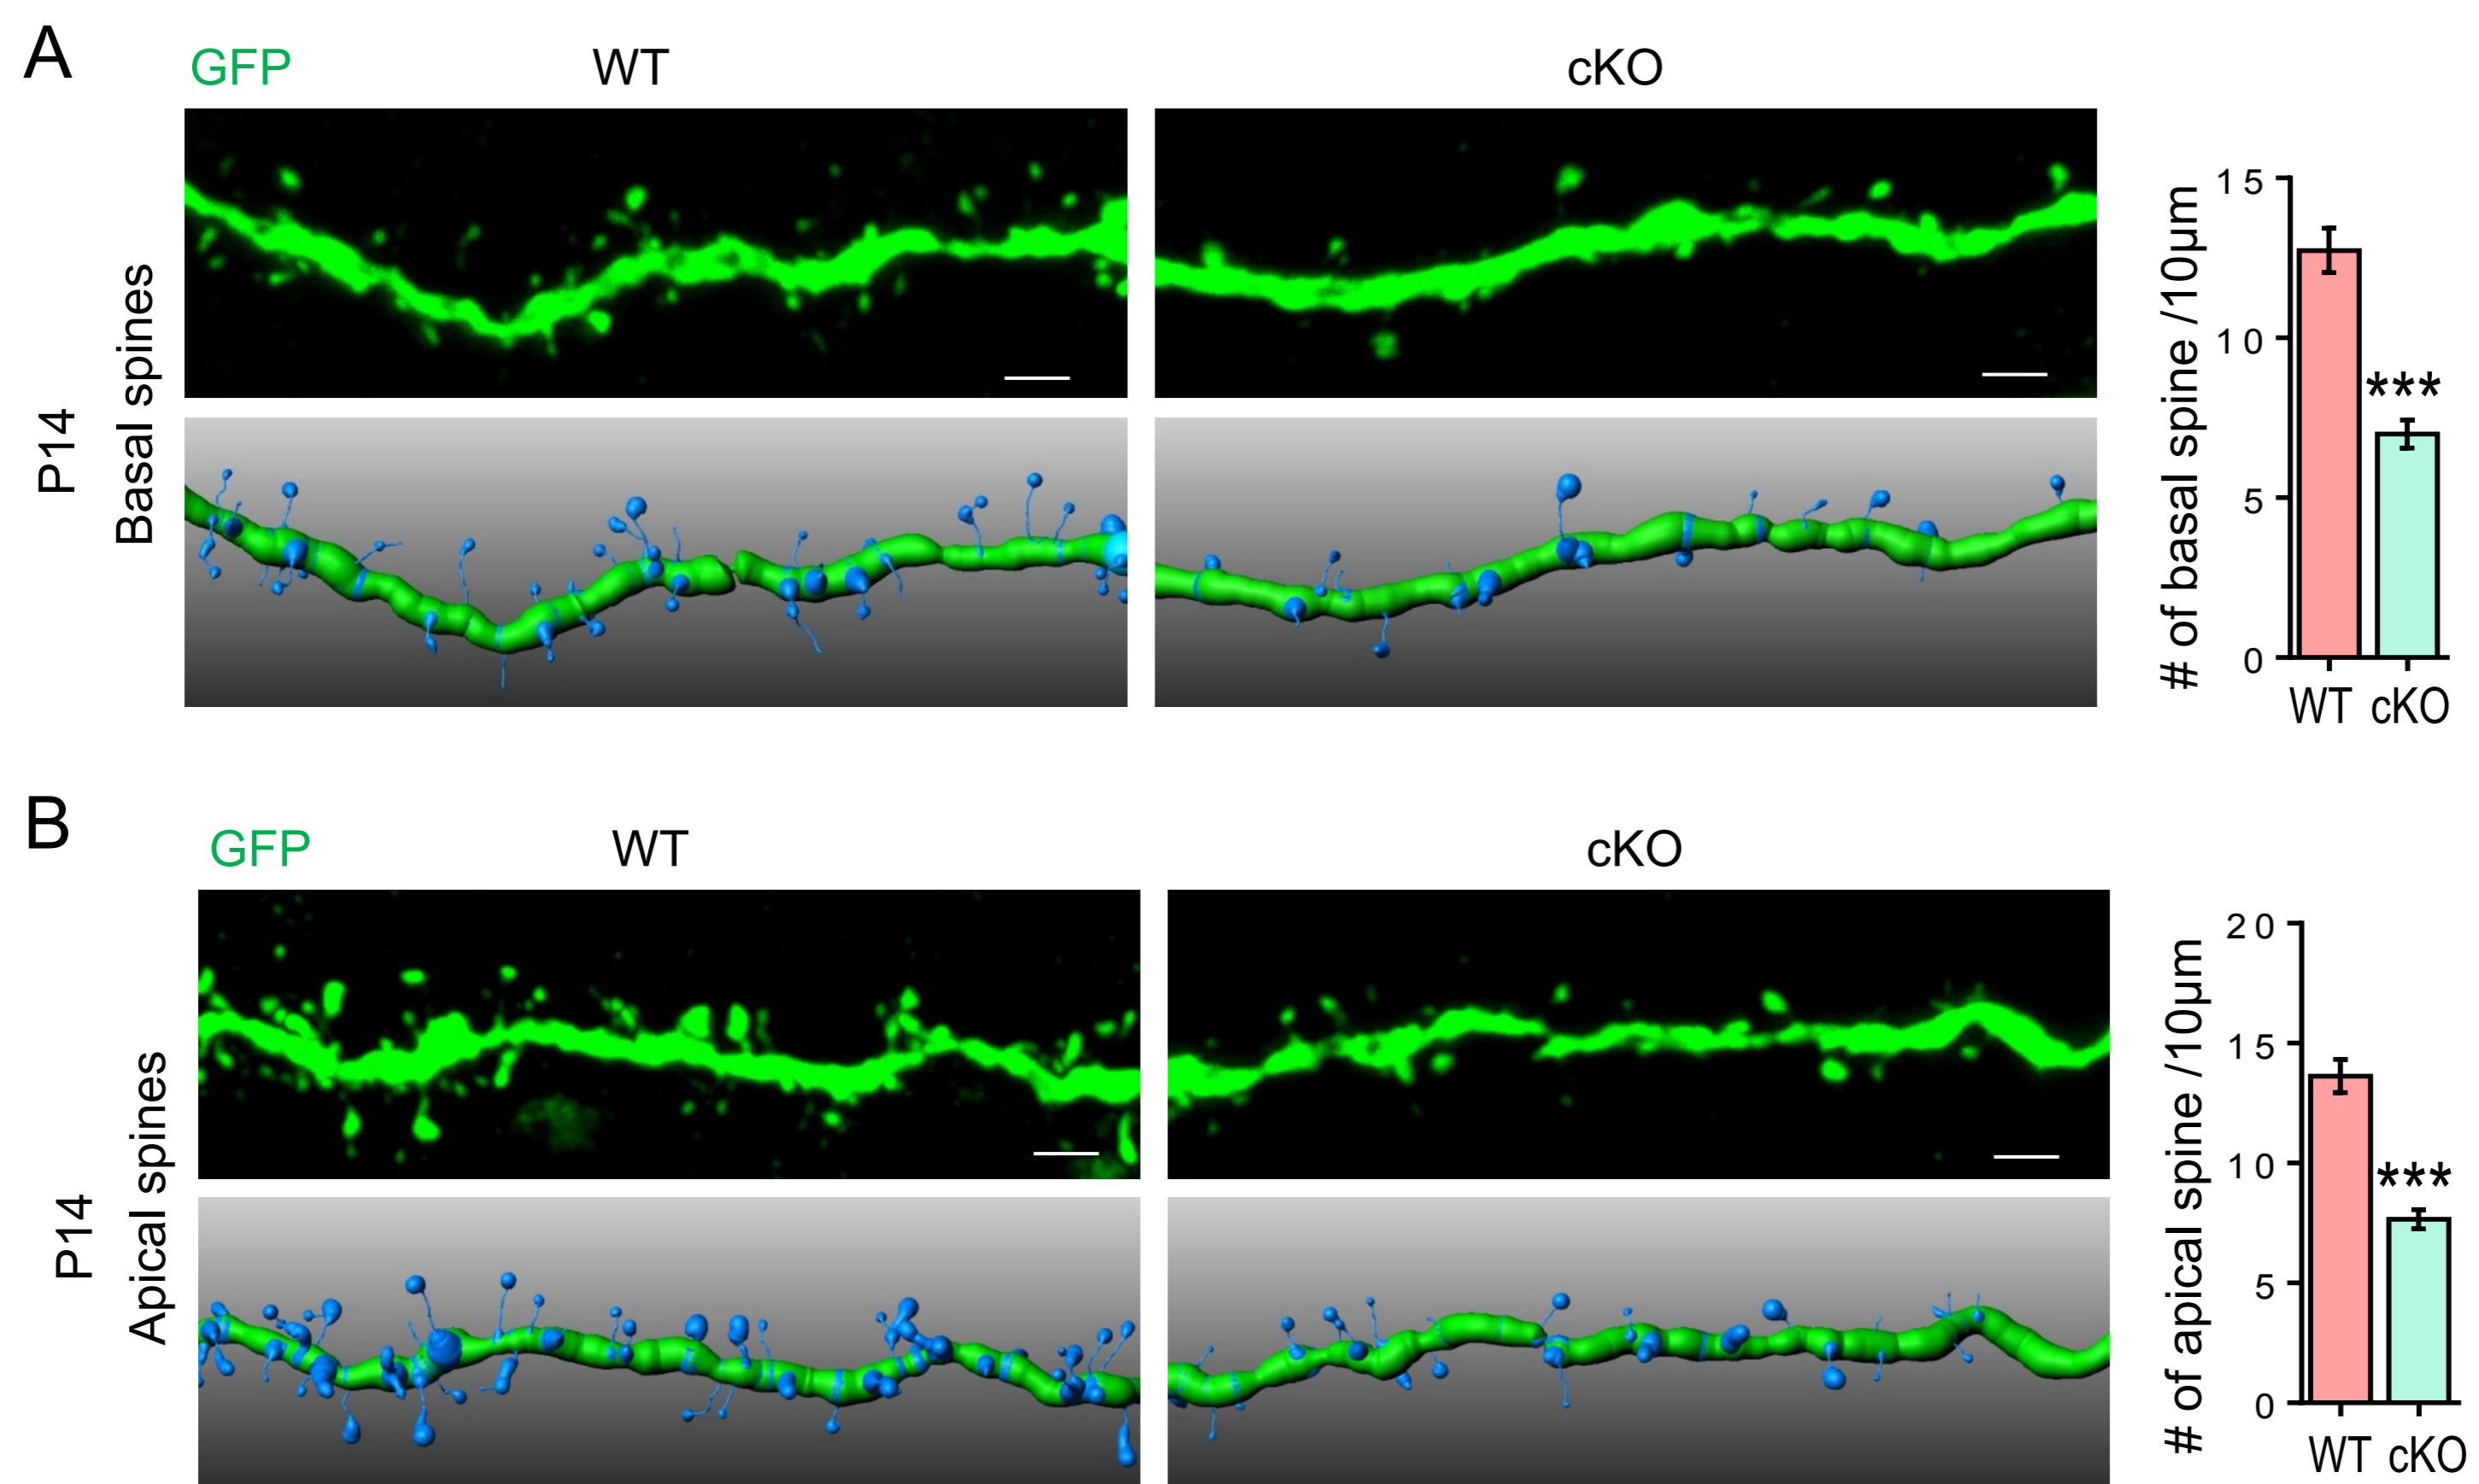 A
GFP WT cKO
P14
Basal spines
# of basal spine /10µm
15
10
5
0
***
WT cKO
B
GFP WT cKO
P14
Apical spines
# of apical spine /10µm
20
15
10
5
0
***
WT cKO